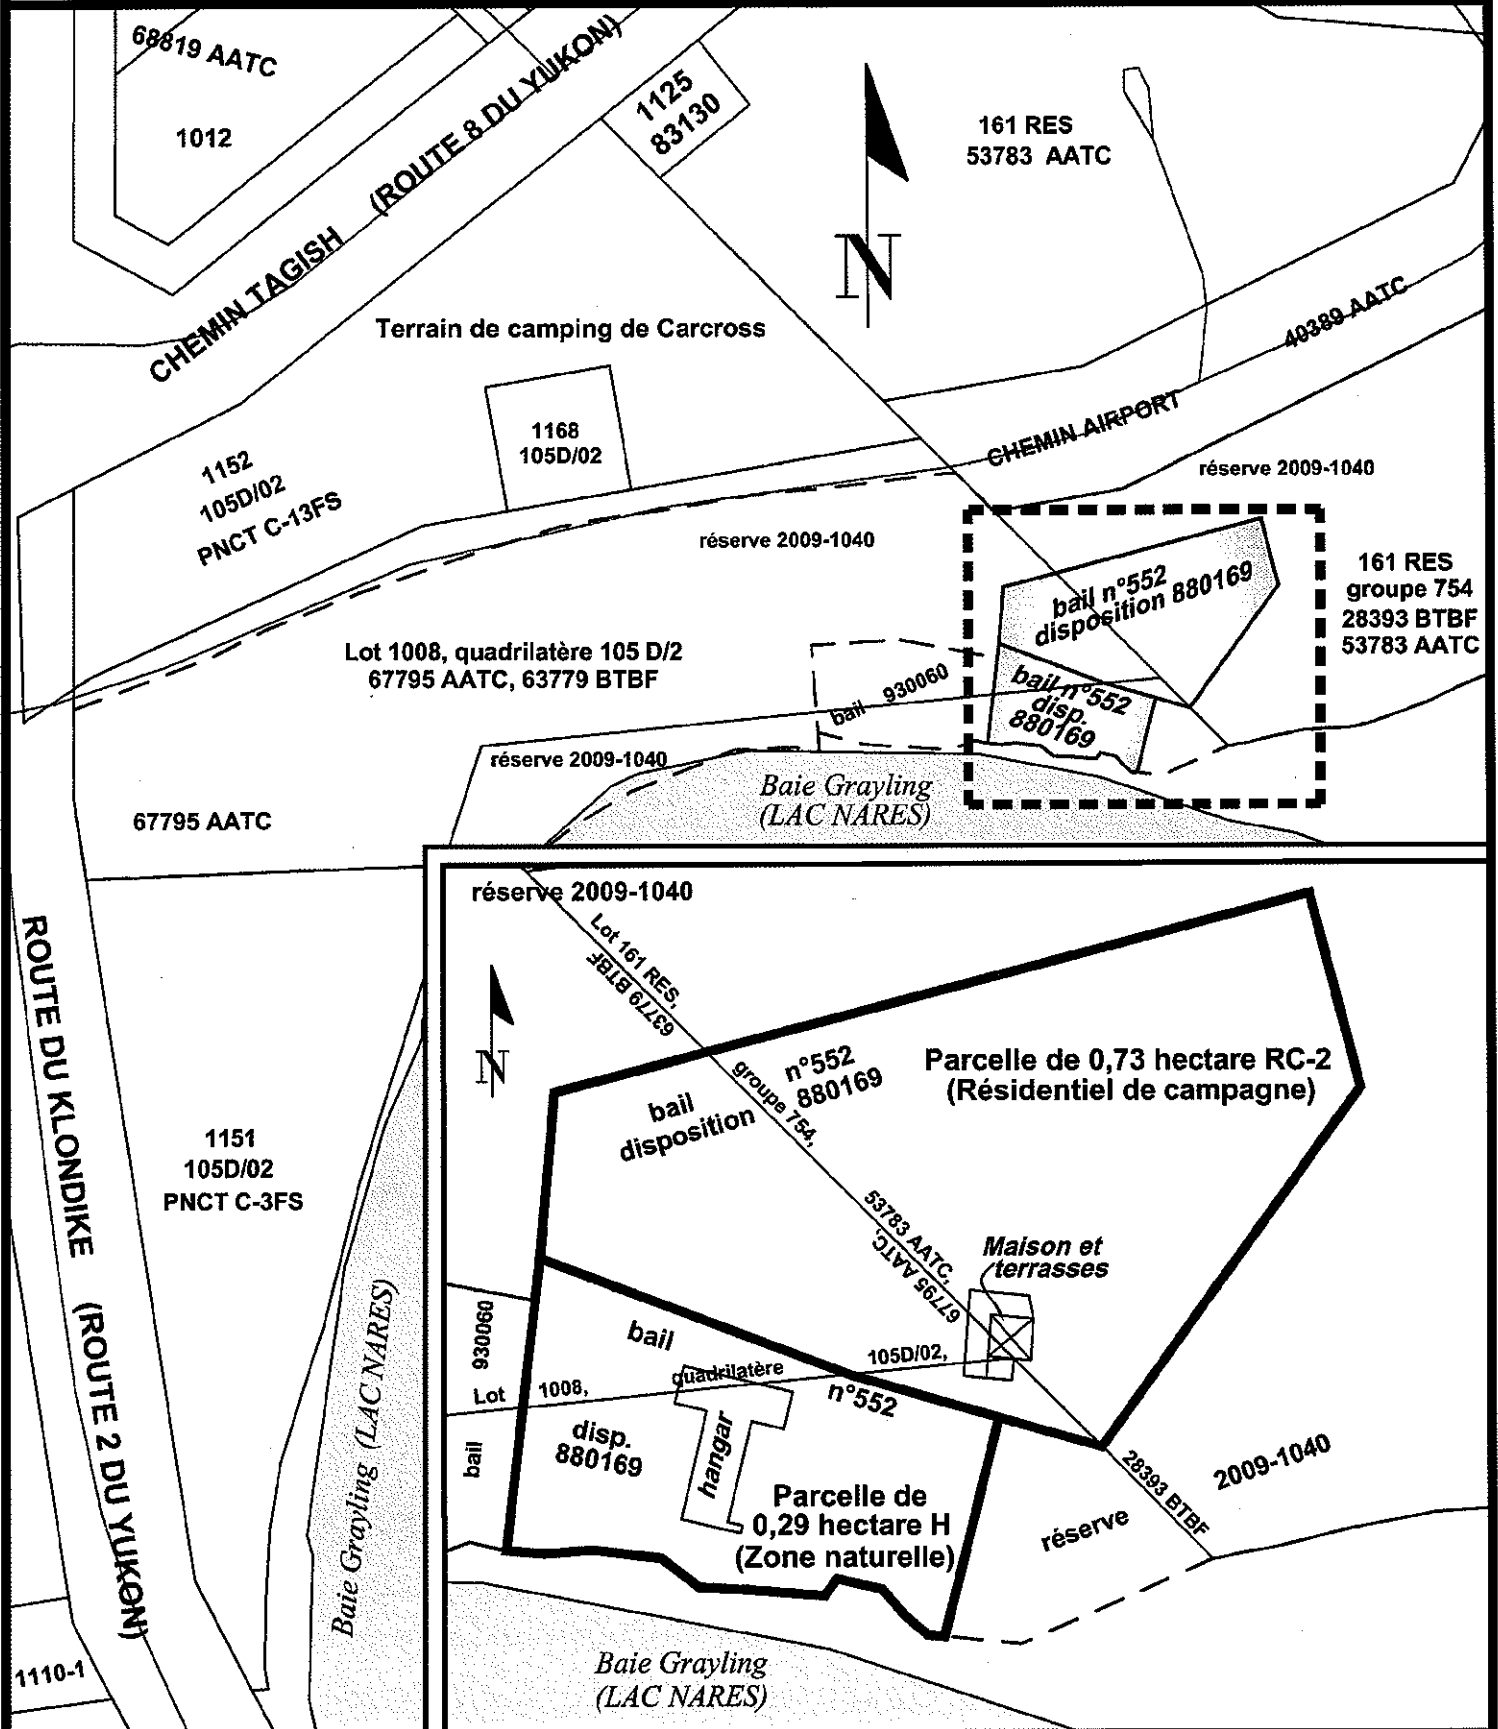 68819 AATC
1012
CHEMIN TAGISH (ROUTE 8 DU YUKON)
1125
83130
N
161 RES
53783 AATC
Terrain de camping de Carcross
40389 AATC
CHEMIN AIRPORT
1168
105D/02
1152
105D/02
PNCT C-13FS
réserve 2009-1040
réserve 2009-1040
161 RES
groupe 754
28393 BTBF
53783 AATC
bail n°552
disposition 880169
Lot 1008, quadrilatère 105 D/2
67795 AATC, 63779 BTBF
bail 930060
bail n°552
disp.
880169
réserve 2009-1040
Baie Grayling
(LAC NARES)
67795 AATC
ROUTE DU KLONDIKE (ROUTE 2 DU YUKON)
1151
105D/02
PNCT C-3FS
Baie Grayling (LAC NARES)
1110-1
réserve 2009-1040
N
Lot 161 RES,
63779 BTBF
groupe 754,
bail n°552
disposition 880169
Parcelle de 0,73 hectare RC-2
(Résidentiel de campagne)
53783 AATC,
67795 AATC,
Maison et
terrasses
930060
bail
Lot 1008, quadrilatère 105D/02,
bail n°552
disp.
880169
hangar
Parcelle de
0,29 hectare H
(Zone naturelle)
28393 BTBF
réserve 2009-1040
Baie Grayling
(LAC NARES)